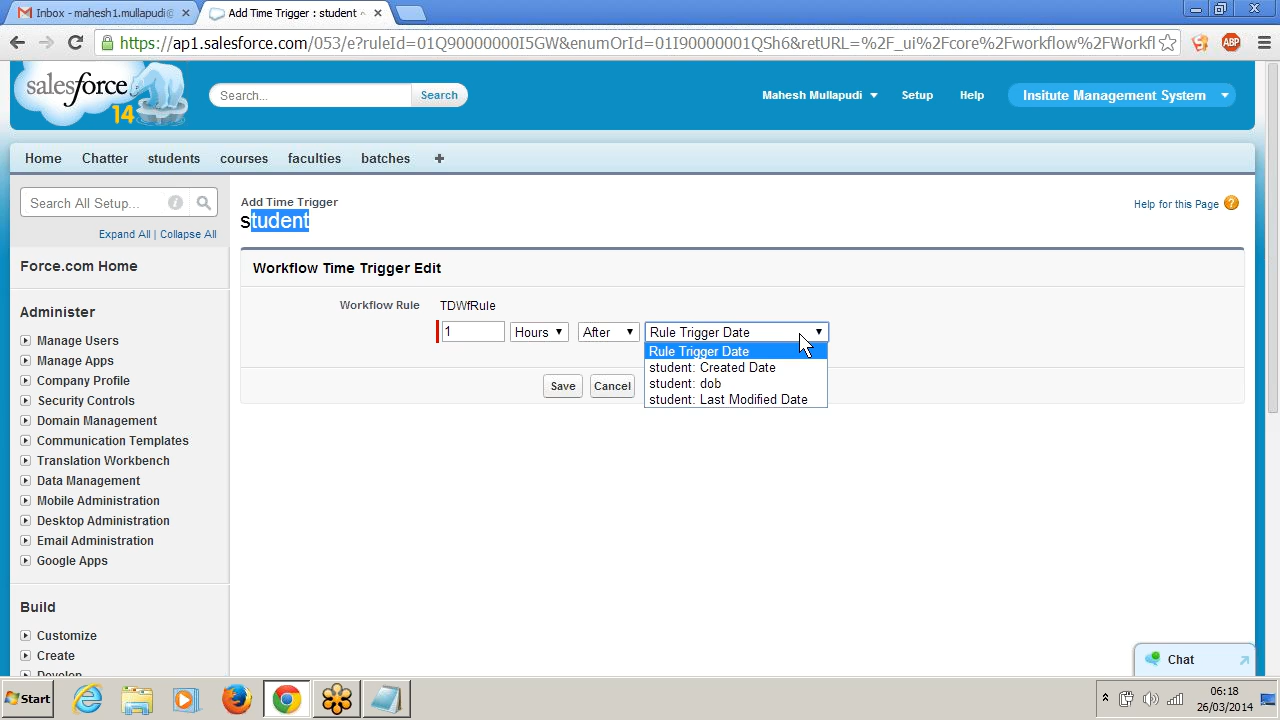 Inbox - mahesh1.mullapudi@
Add Time Trigger : student ~
https://ap1.salesforce.com/053/e?ruleId=01Q90000000I5GW&enumOrId=01I90000001QSh6&retURL=%2F_ui%2Fcore%2Fworkflow%2FWorkfl
ABP
salesforce
14
Search...
Search
Mahesh Mullapudi
Setup
Help
Insitute Management System
Home
Chatter
students
courses
faculties
batches
+
Search All Setup...
Expand All | Collapse All
Force.com Home
Administer
Manage Users
Manage Apps
Company Profile
Security Controls
Domain Management
Communication Templates
Translation Workbench
Data Management
Mobile Administration
Desktop Administration
Email Administration
Google Apps
Build
Customize
Create
Develop
Add Time Trigger
student
Help for this Page
Workflow Time Trigger Edit
Workflow Rule TDWfRule
1 Hours After Rule Trigger Date
Rule Trigger Date
student: Created Date
student: dob
student: Last Modified Date
Save Cancel
Chat
Start
06:18
26/03/2014